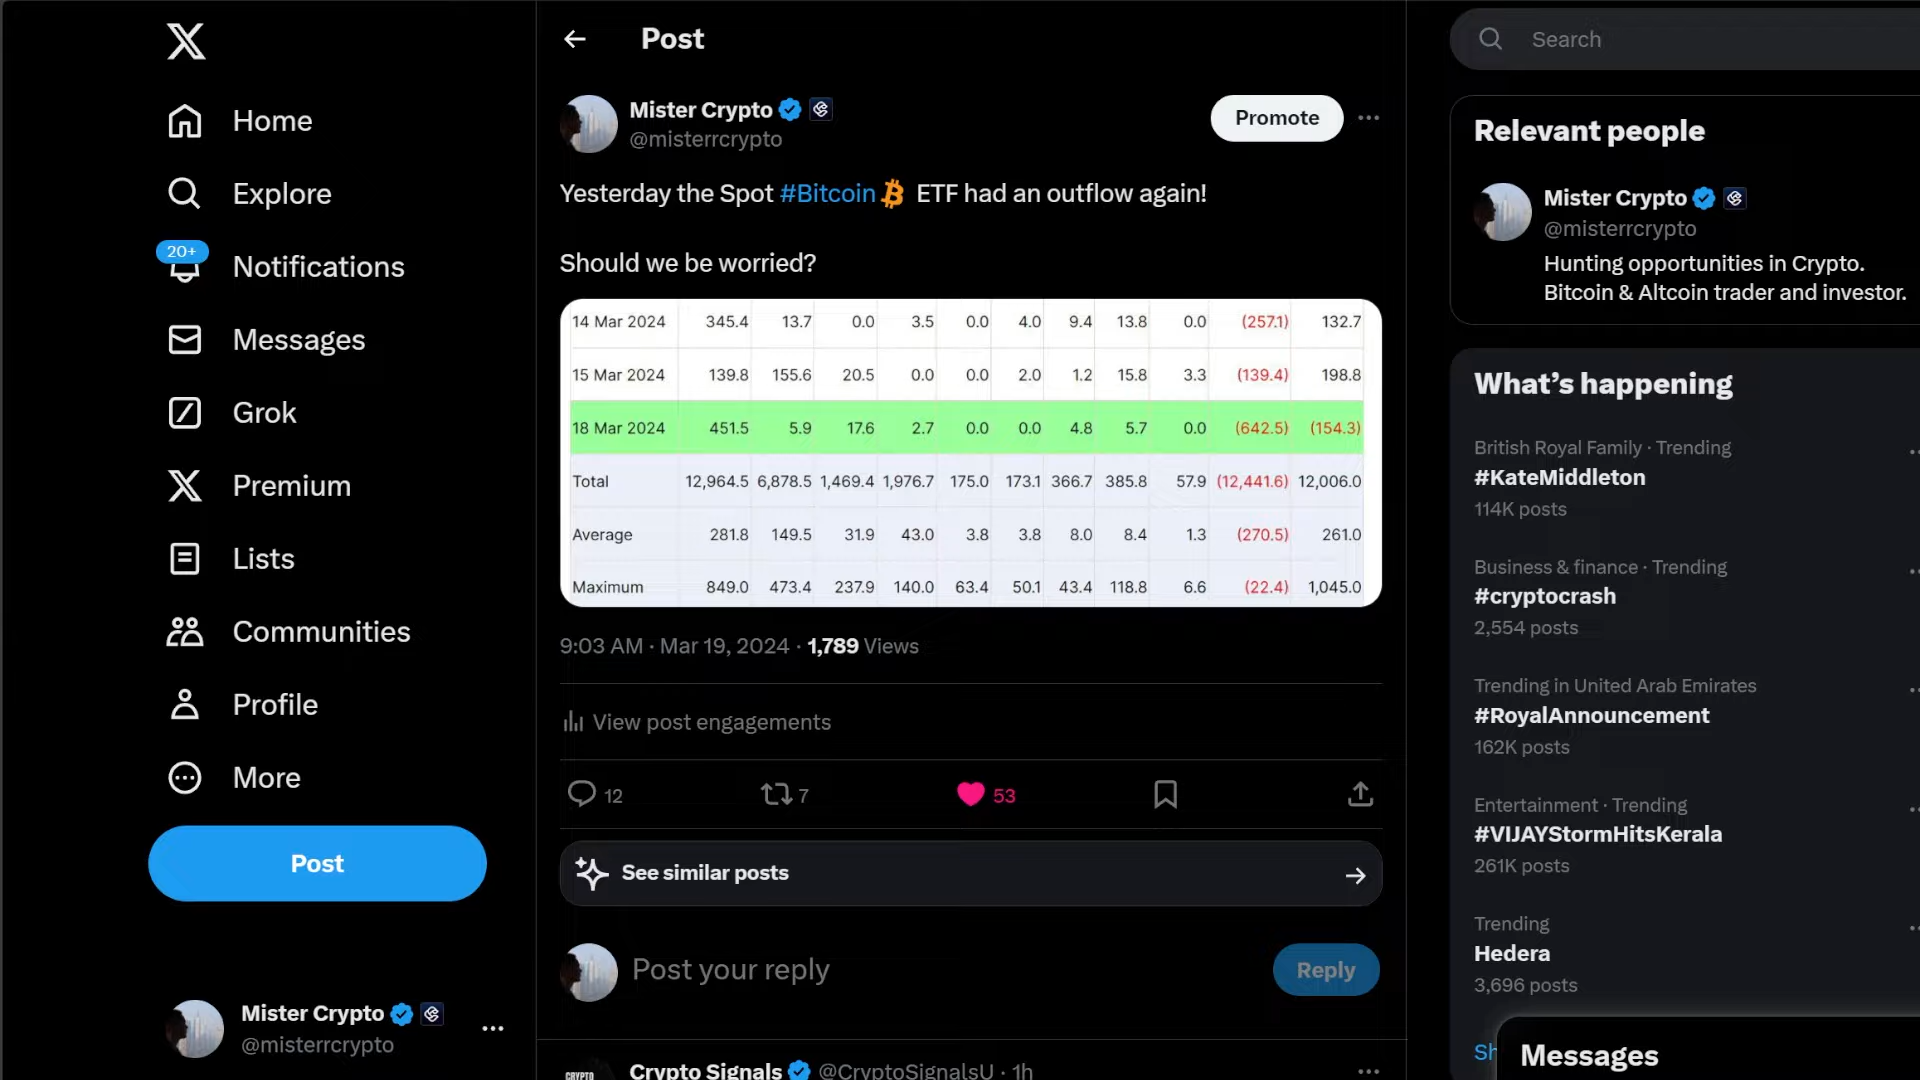 Home
Explore
20+
Notifications
Messages
Grok
Premium
Lists
Communities
Profile
More
Post
Mister Crypto
@misterrcrypto
Post
Mister Crypto
@misterrcrypto
Promote
Yesterday the Spot #Bitcoin ETF had an outflow again!
Should we be worried?
14 Mar 2024 345.4 13.7 0.0 3.5 0.0 4.0 9.4 13.8 0.0 (257.1) 132.7
15 Mar 2024 139.8 155.6 20.5 0.0 0.0 2.0 1.2 15.8 3.3 (139.4) 198.8
18 Mar 2024 451.5 5.9 17.6 2.7 0.0 0.0 4.8 5.7 0.0 (642.5) (154.3)
Total 12,964.5 6,878.5 1,469.4 1,976.7 175.0 173.1 366.7 385.8 57.9 (12,441.6) 12,006.0
Average 281.8 149.5 31.9 43.0 3.8 3.8 8.0 8.4 1.3 (270.5) 261.0
Maximum 849.0 473.4 237.9 140.0 63.4 50.1 43.4 118.8 6.6 (22.4) 1,045.0
9:03 AM · Mar 19, 2024 · 1,789 Views
View post engagements
12 7 53
See similar posts
Post your reply
Reply
CRYPTO
Crypto Signals @CryptoSignalsU · 1h
Search
Relevant people
Mister Crypto
@misterrcrypto
Hunting opportunities in Crypto.
Bitcoin & Altcoin trader and investor.
What's happening
British Royal Family · Trending
#KateMiddleton
114K posts
Business & finance · Trending
#cryptocrash
2,554 posts
Trending in United Arab Emirates
#RoyalAnnouncement
162K posts
Entertainment · Trending
#VIJAYStormHitsKerala
261K posts
Trending
Hedera
3,696 posts
Sh
Messages